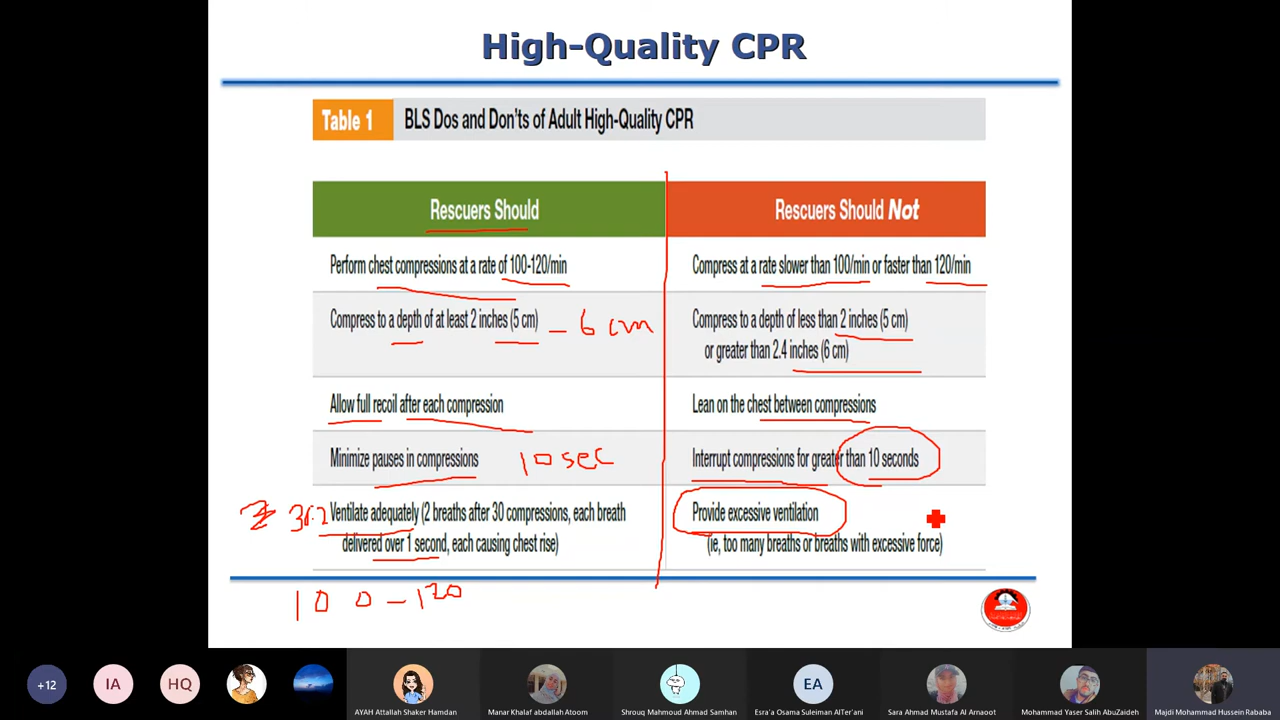 High-Quality CPR
Table 1 BLS Dos and Don'ts of Adult High-Quality CPR
Rescuers Should
Rescuers Should Not
Perform chest compressions at a rate of 100-120/min
Compress at a rate slower than 100/min or faster than 120/min
Compress to a depth of at least 2 inches (5 cm) – 6 cm
Compress to a depth of less than 2 inches (5 cm)
or greater than 2.4 inches (6 cm)
Allow full recoil after each compression
Lean on the chest between compressions
Minimize pauses in compressions 10 sec
Interrupt compressions for greater than 10 seconds
Ventilate adequately (2 breaths after 30 compressions, each breath
delivered over 1 second, each causing chest rise)
Provide excessive ventilation
(ie, too many breaths or breaths with excessive force)
100 – 120
+12
IA
HQ
EA
AYAH Attallah Shaker Hamdan
Manar Khalaf abdallah Atoom
Shrouq Mahmoud Ahmad Samhan
Esra'a Osama Suleiman AlTer'ani
Sara Ahmad Mustafa Al Arnaoot
Mohammad Yaser Salih AbuZaideh
Majdi Mohammad Hussein Rababa